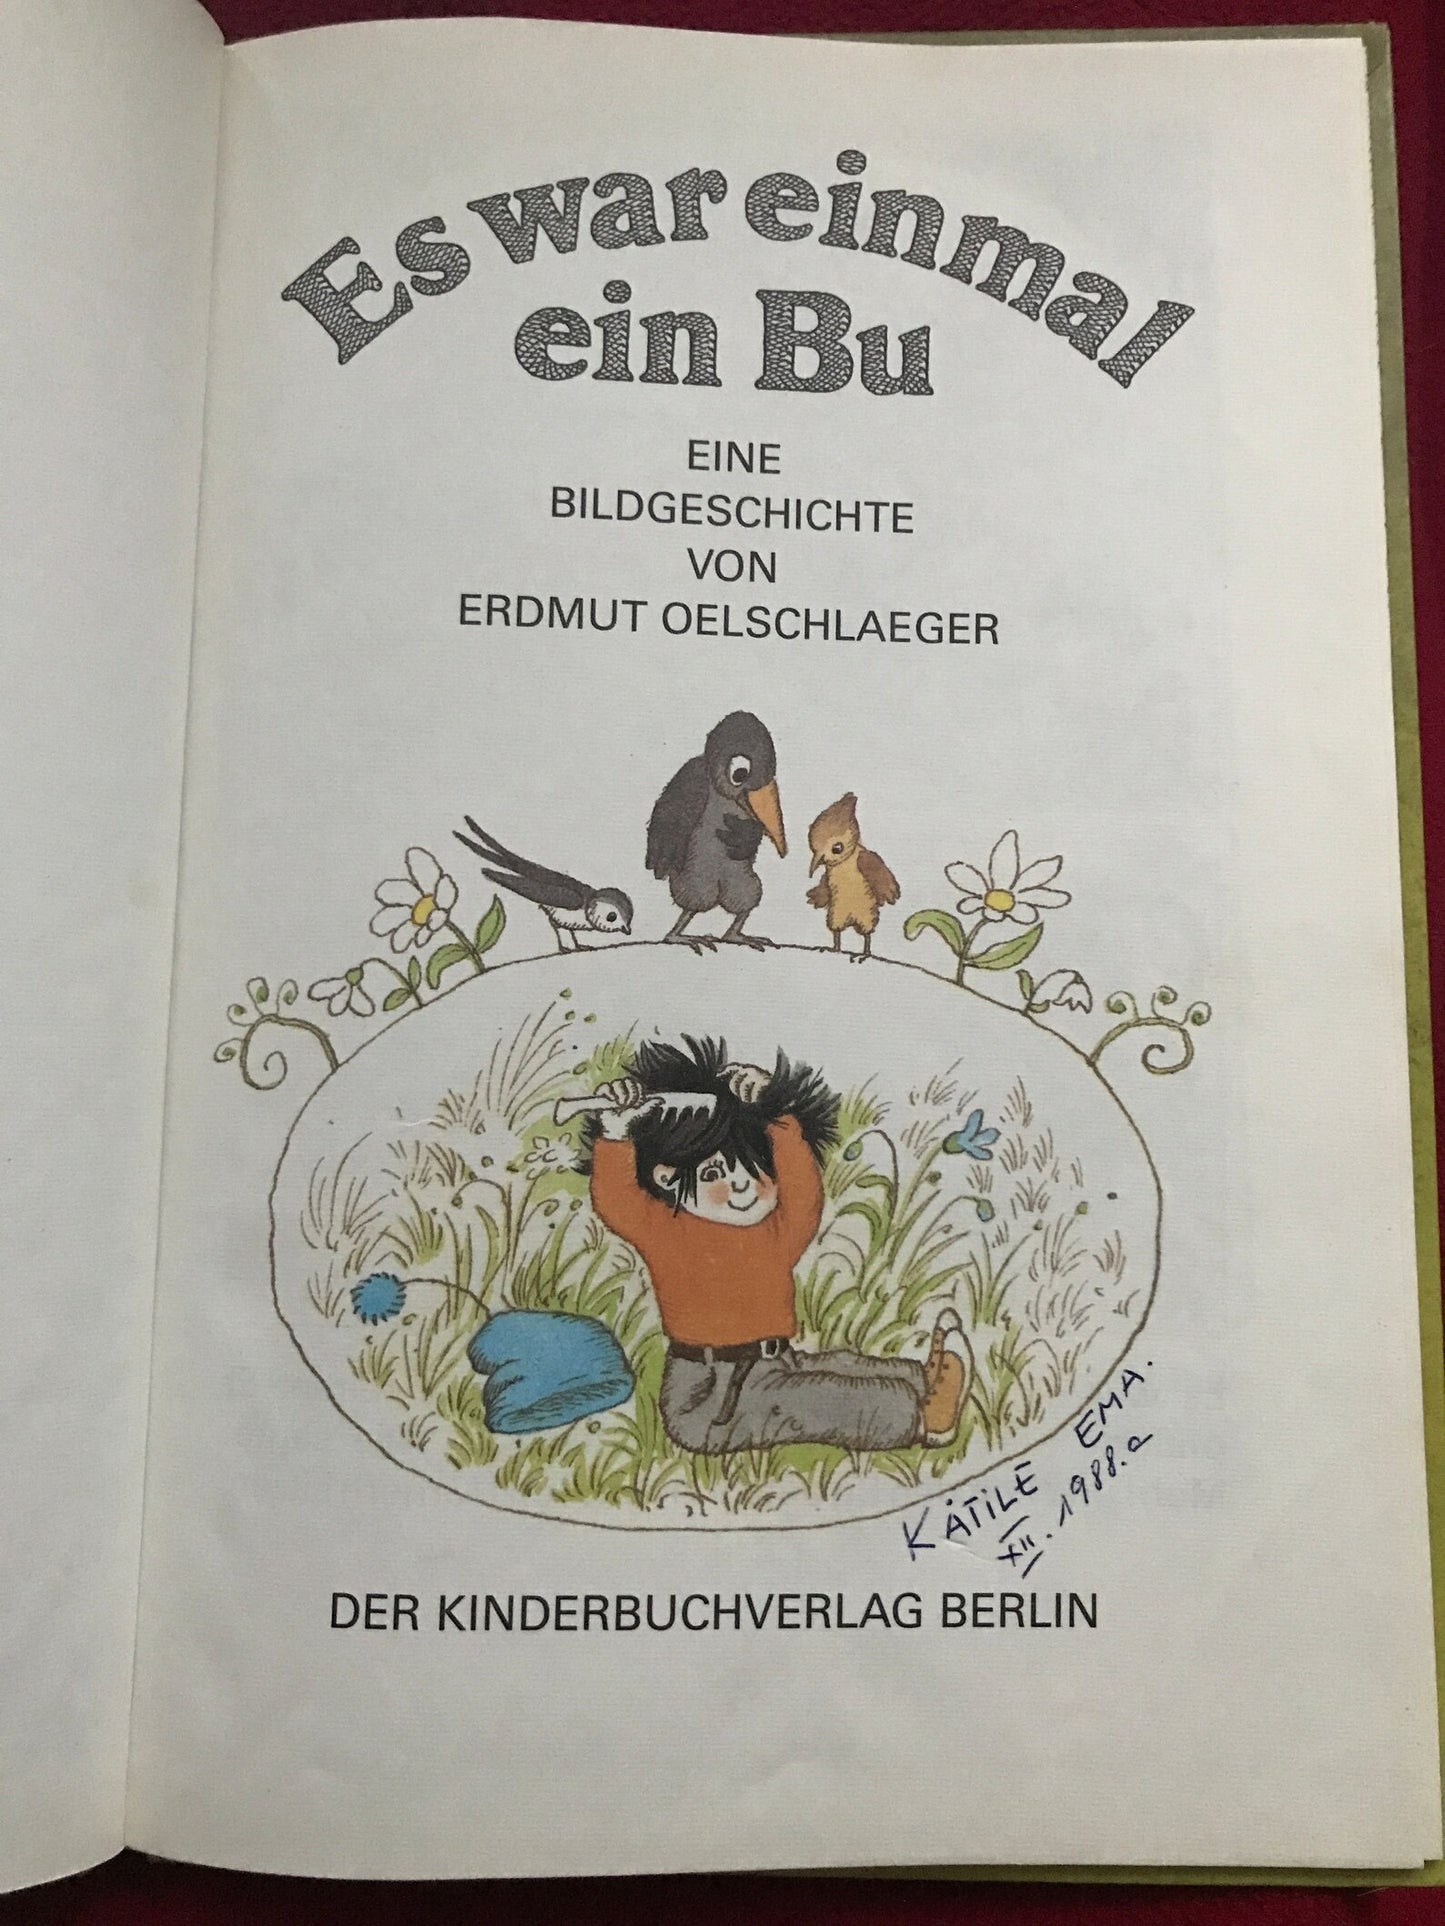 Es war einmal
ein Bu
EINE
BILDGESCHICHTE
VON
ERDMUT OELSCHLAEGER
KÄTILE EMA.
XII. 1988.a
DER KINDERBUCHVERLAG BERLIN